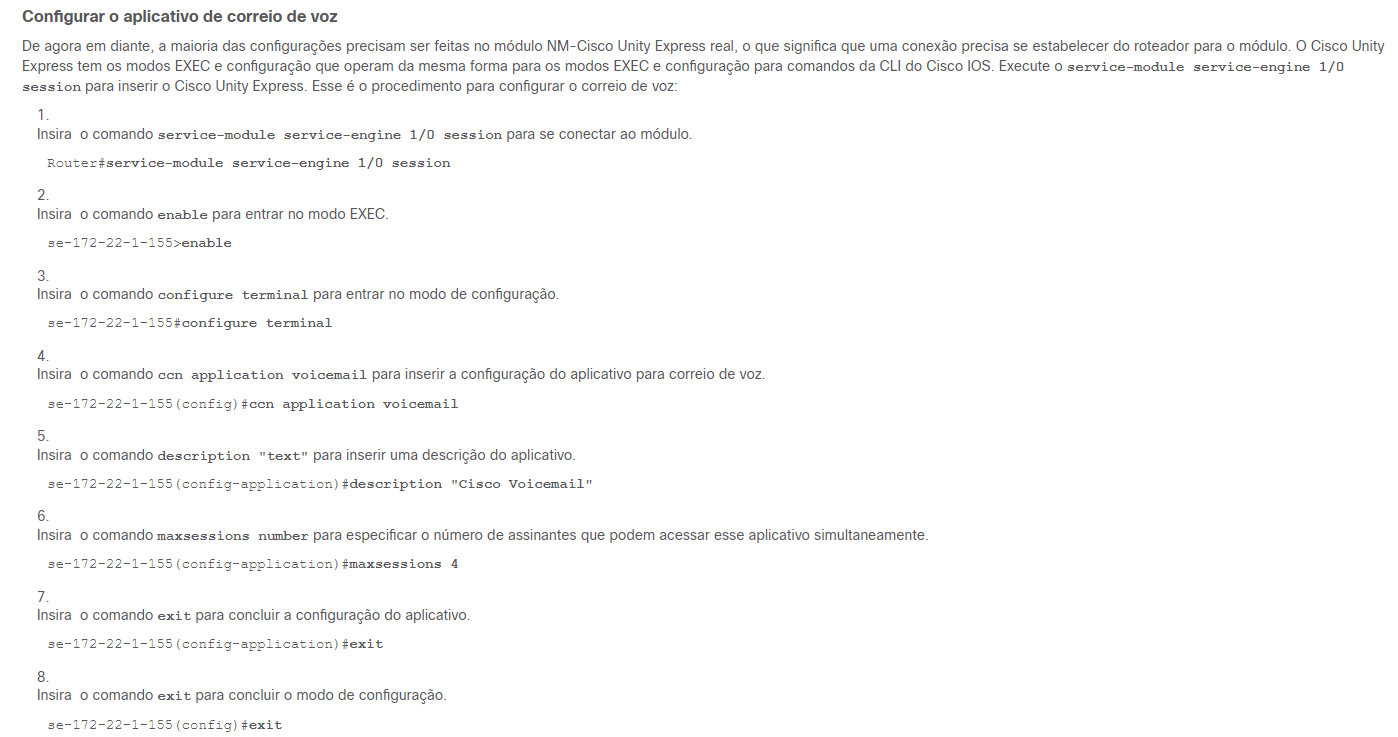 Configurar o aplicativo de correio de voz
De agora em diante, a maioria das configurações precisam ser feitas no módulo NM-Cisco Unity Express real, o que significa que uma conexão precisa se estabelecer do roteador para o módulo. O Cisco Unity
Express tem os modos EXEC e configuração que operam da mesma forma para os modos EXEC e configuração para comandos da CLI do Cisco IOS. Execute o service-module service-engine 1/0
session para inserir o Cisco Unity Express. Esse é o procedimento para configurar o correio de voz:
1.
Insira o comando service-module service-engine 1/0 session para se conectar ao módulo.
Router#service-module service-engine 1/0 session
2.
Insira o comando enable para entrar no modo EXEC.
se-172-22-1-155>enable
3.
Insira o comando configure terminal para entrar no modo de configuração.
se-172-22-1-155#configure terminal
4.
Insira o comando ccn application voicemail para inserir a configuração do aplicativo para correio de voz.
se-172-22-1-155(config)#ccn application voicemail
5.
Insira o comando description "text" para inserir uma descrição do aplicativo.
se-172-22-1-155(config-application)#description "Cisco Voicemail"
6.
Insira o comando maxsessions number para especificar o número de assinantes que podem acessar esse aplicativo simultaneamente.
se-172-22-1-155(config-application)#maxsessions 4
7.
Insira o comando exit para concluir a configuração do aplicativo.
se-172-22-1-155(config-application)#exit
8.
Insira o comando exit para concluir o modo de configuração.
se-172-22-1-155(config)#exit